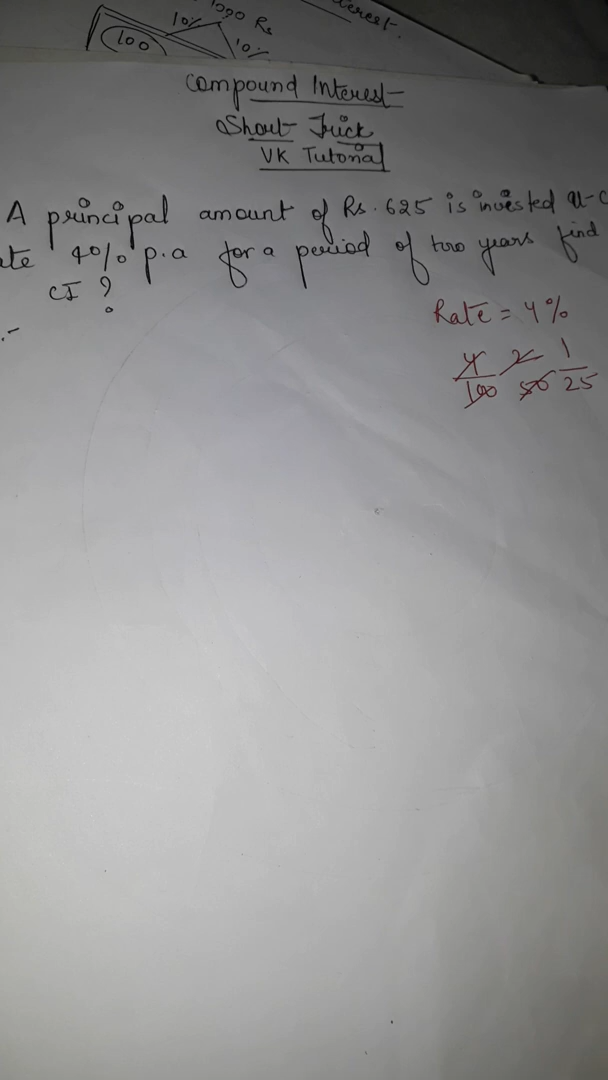 1000 Rs
10%
100
10%
Compound Interest
Short Trick
VK Tutorial
A principal amount of Rs. 625 is invested
4% p.a for a period of two years find
CI ?
Rate = 4%
4/100 2/50 1/25